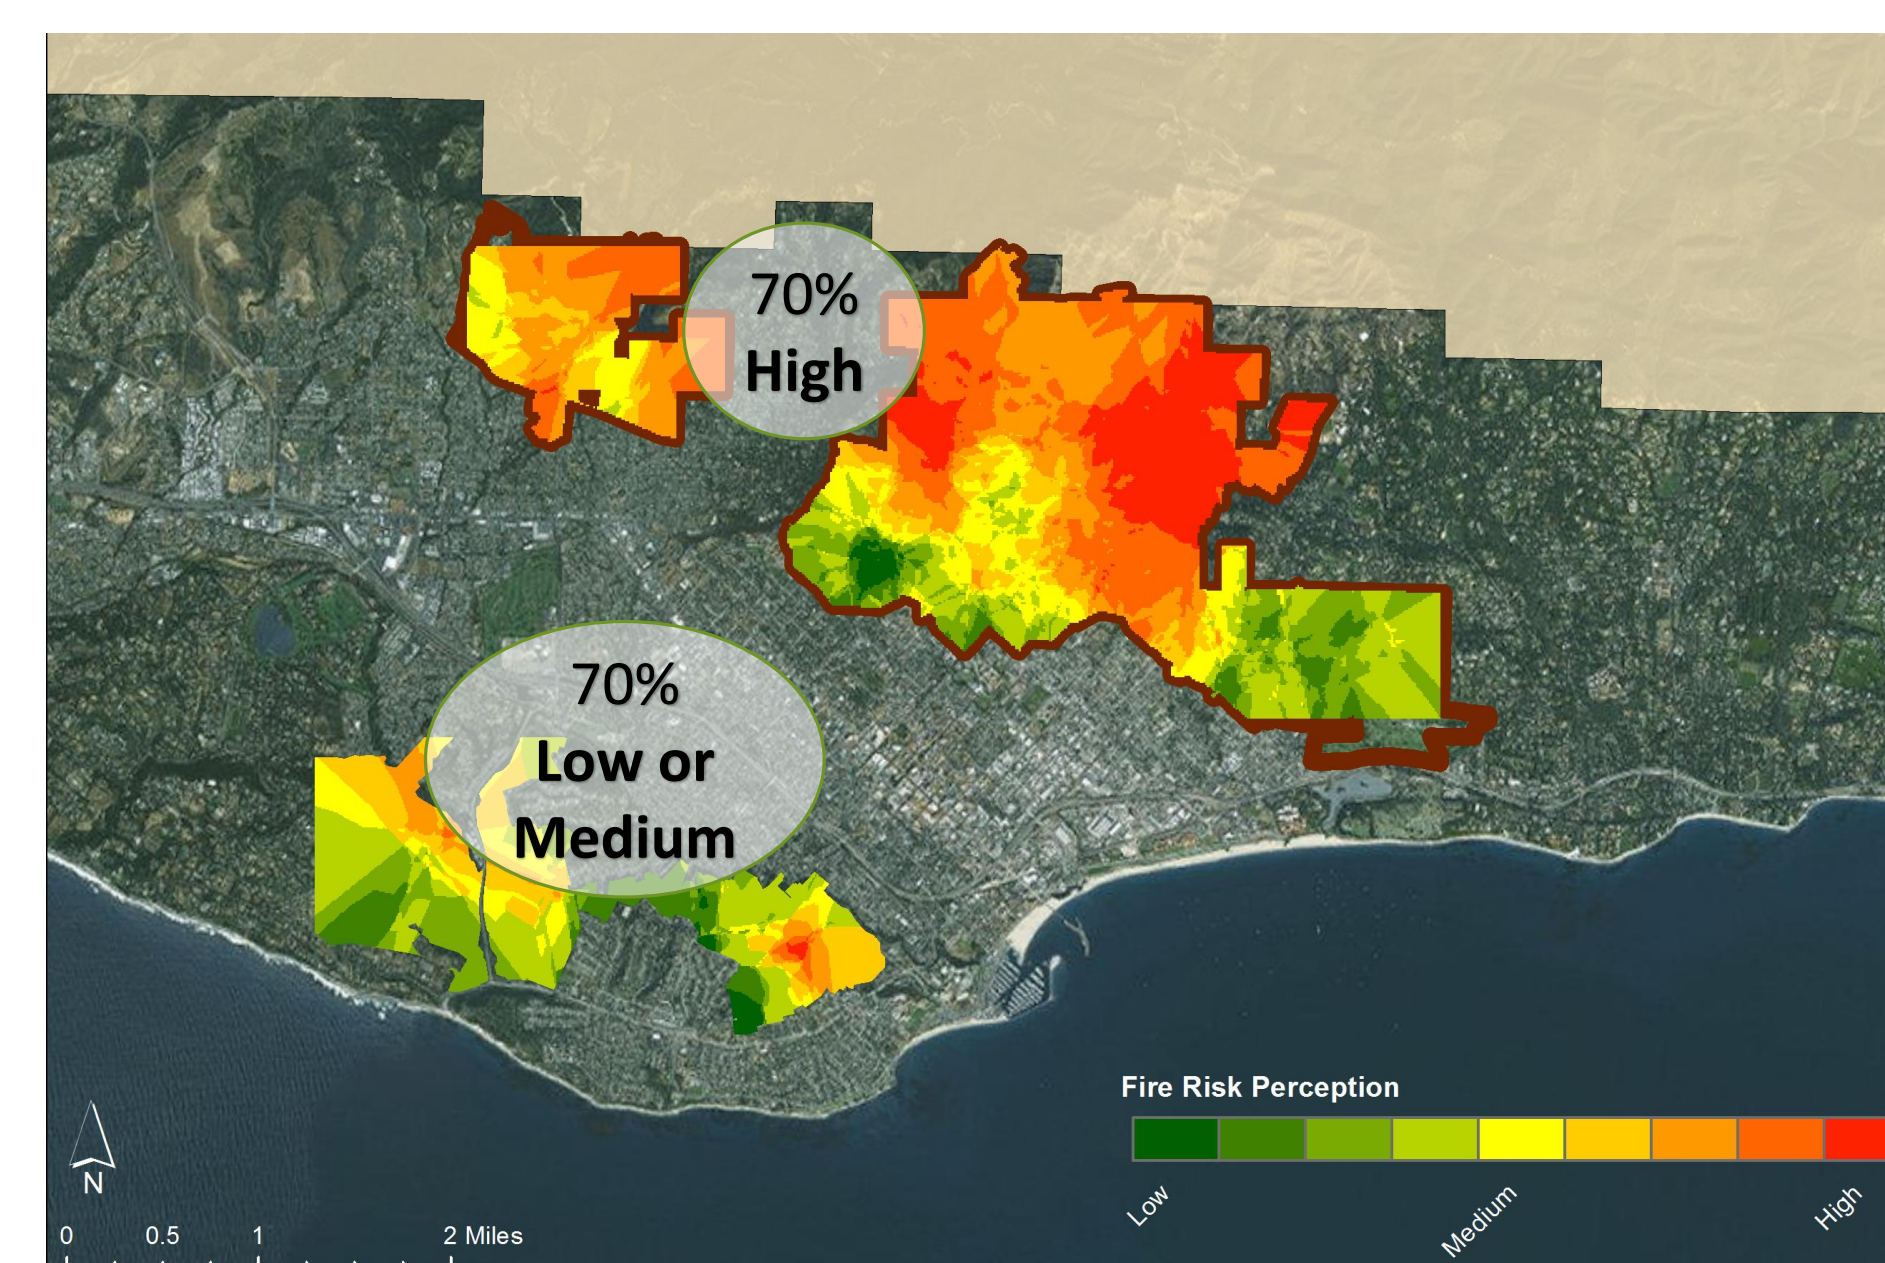 70%
High
70%
Low or
Medium
Fire Risk Perception
Low
Medium
High
N
0 0.5 1 2 Miles